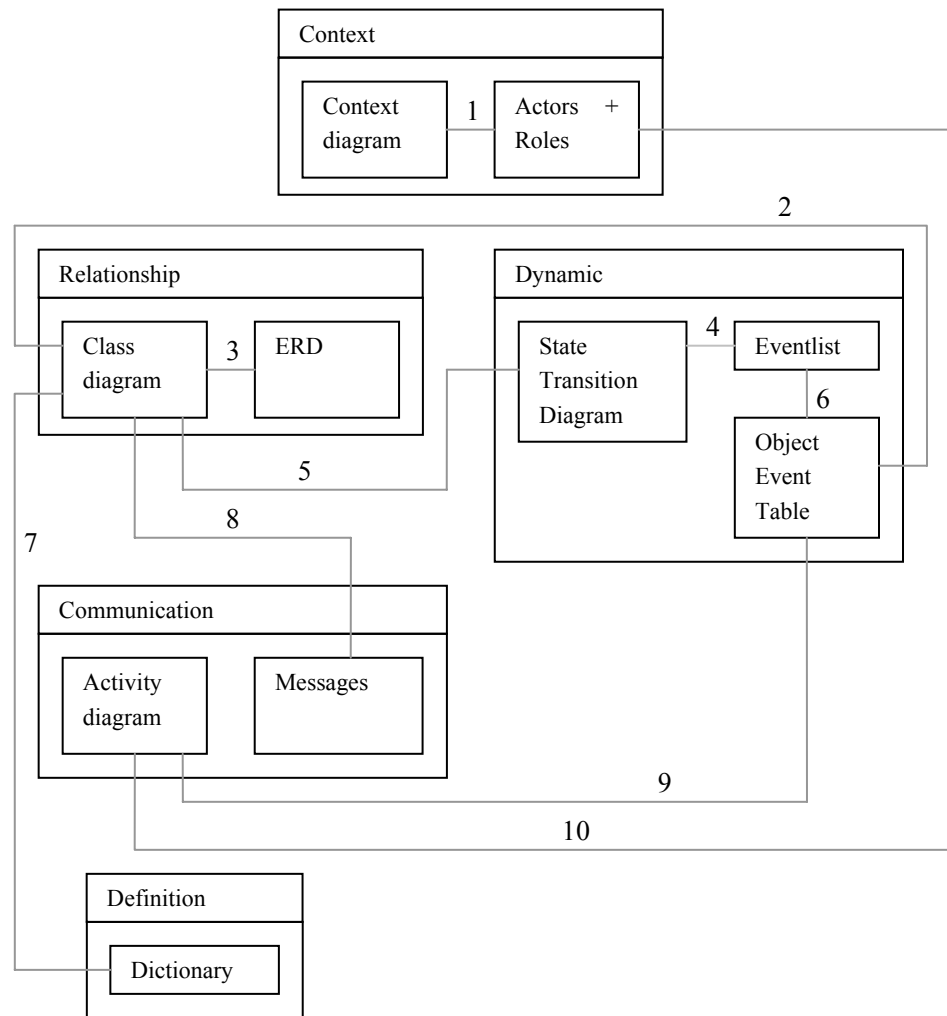 Context
Context
diagram
1
Actors +
Roles
2
Relationship
Class
diagram
3
ERD
Dynamic
State
Transition
Diagram
4
Eventlist
6
Object
Event
Table
5
8
7
Communication
Activity
diagram
Messages
9
10
Definition
Dictionary